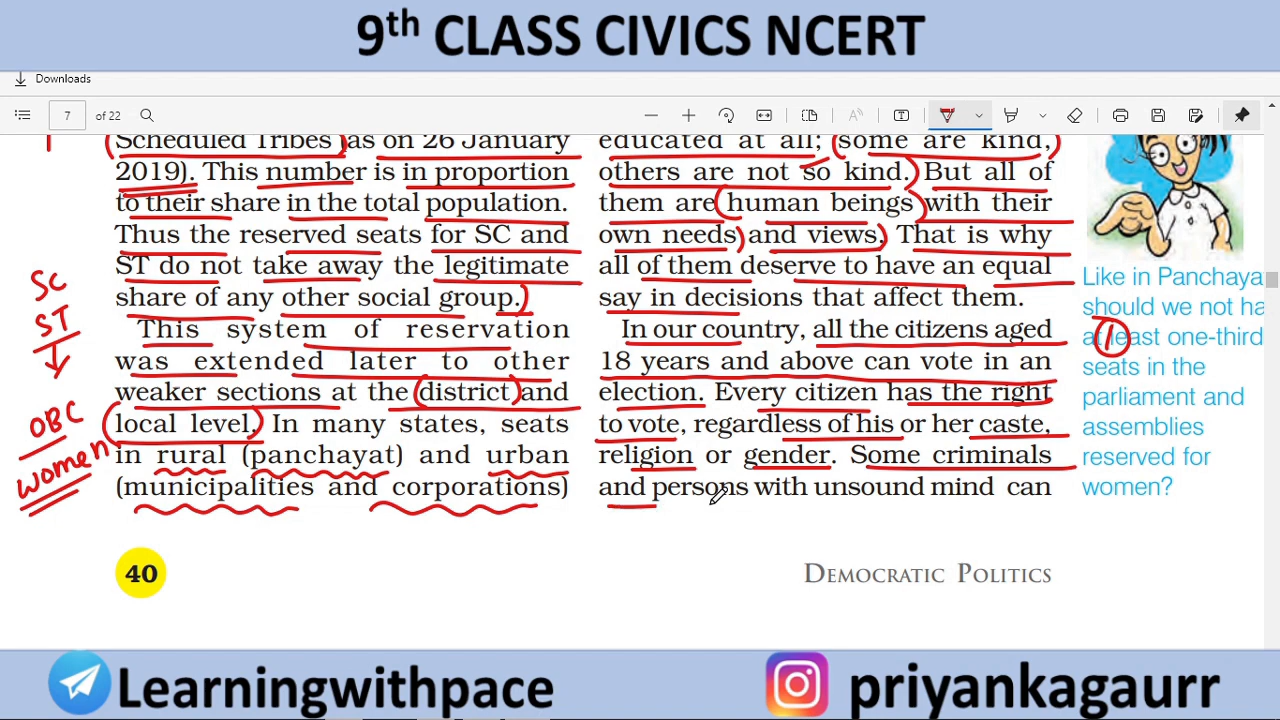 9th CLASS CIVICS NCERT
Downloads
7 of 22
Scheduled Tribes) as on 26 January
2019). This number is in proportion
to their share in the total population.
Thus the reserved seats for SC and
ST do not take away the legitimate
share of any other social group.
This system of reservation
was extended later to other
weaker sections at the district and
local level. In many states, seats
in rural (panchayat) and urban
(municipalities and corporations)
SC
ST
OBC
women
educated at all; some are kind,
others are not so kind. But all of
them are human beings with their
own needs and views. That is why
all of them deserve to have an equal
say in decisions that affect them.
In our country, all the citizens aged
18 years and above can vote in an
election. Every citizen has the right
to vote, regardless of his or her caste,
religion or gender. Some criminals
and persons with unsound mind can
Like in Panchaya
should we not ha
at least one-third
seats in the
parliament and
assemblies
reserved for
women?
1
40
DEMOCRATIC POLITICS
Learningwithpace
priyankagaurr